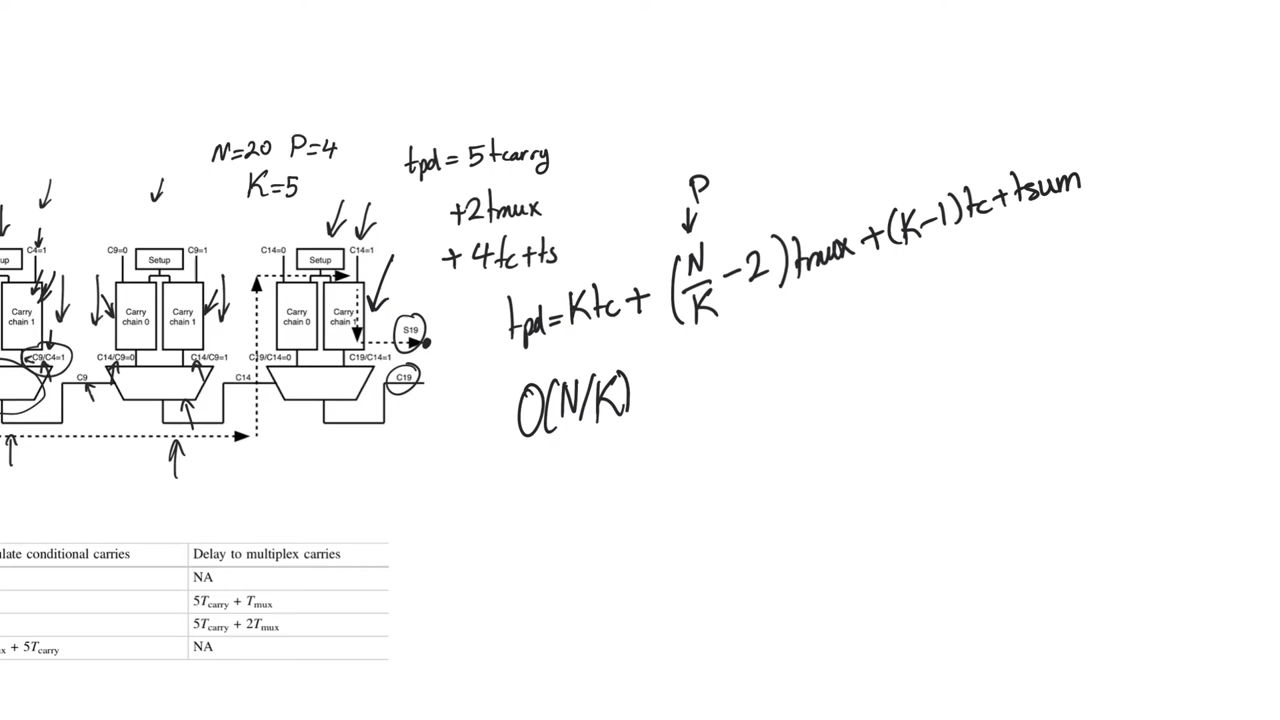 N=20 P=4
K=5
tpd = 5tcarry
+2tmux
+ 4tc+ts
P
tpd = Ktc + (N/K - 2) tmux + (K-1)tc + tsum
O(N/K)
C4=1
C9=0
Setup
C9=1
C14=0
Setup
C14=1
Carry
chain 1
Carry
chain 0
Carry
chain 1
Carry
chain 0
Carry
chain 1
S19
C9/C4=1
C14/C9=0
C14/C9=1
C19/C14=0
C19/C14=1
C9
C14
C19
late conditional carries
Delay to multiplex carries
NA
5Tcarry + Tmux
5Tcarry + 2Tmux
+ 5Tcarry
NA